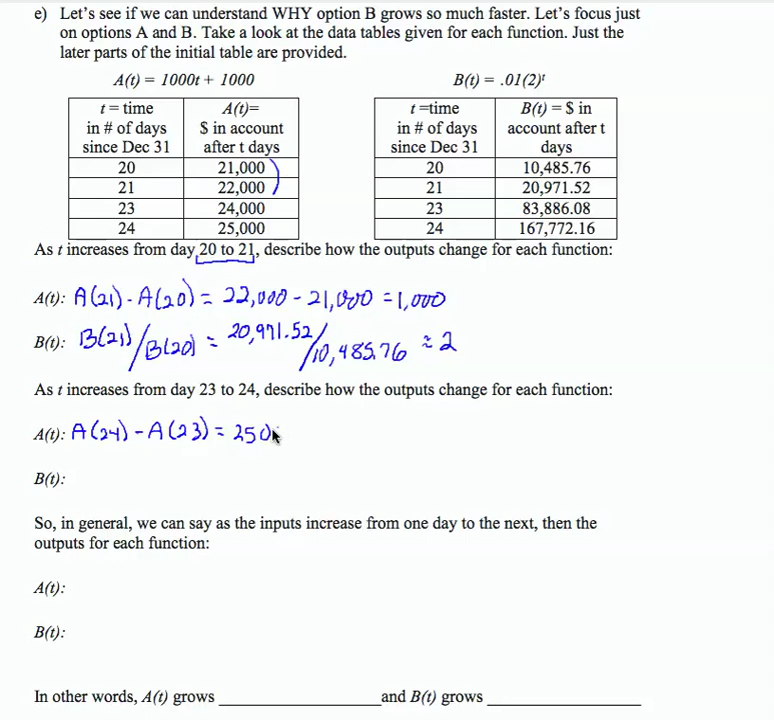 e) Let's see if we can understand WHY option B grows so much faster. Let's focus just
on options A and B. Take a look at the data tables given for each function. Just the
later parts of the initial table are provided.
A(t) = 1000t + 1000
B(t) = .01(2)ᵗ
t = time in # of days since Dec 31 | A(t)= $ in account after t days
20 | 21,000
21 | 22,000
23 | 24,000
24 | 25,000
t =time in # of days since Dec 31 | B(t) = $ in account after t days
20 | 10,485.76
21 | 20,971.52
23 | 83,886.08
24 | 167,772.16
As t increases from day 20 to 21, describe how the outputs change for each function:
A(t): A(21) - A(20) = 22,000 - 21,000 = 1,000
B(t): B(21)/B(20) = 20,971.52/10,485.76 ≈ 2
As t increases from day 23 to 24, describe how the outputs change for each function:
A(t): A(24) - A(23) = 250
B(t):
So, in general, we can say as the inputs increase from one day to the next, then the
outputs for each function:
A(t):
B(t):
In other words, A(t) grows ________________ and B(t) grows ________________